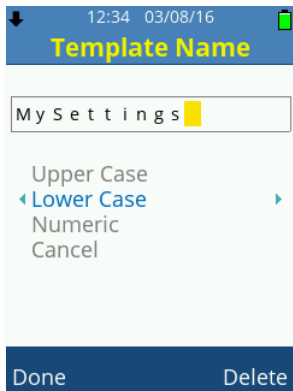 12:34 03/08/16
Template Name
MySettings
Upper Case
Lower Case
Numeric
Cancel
Done Delete